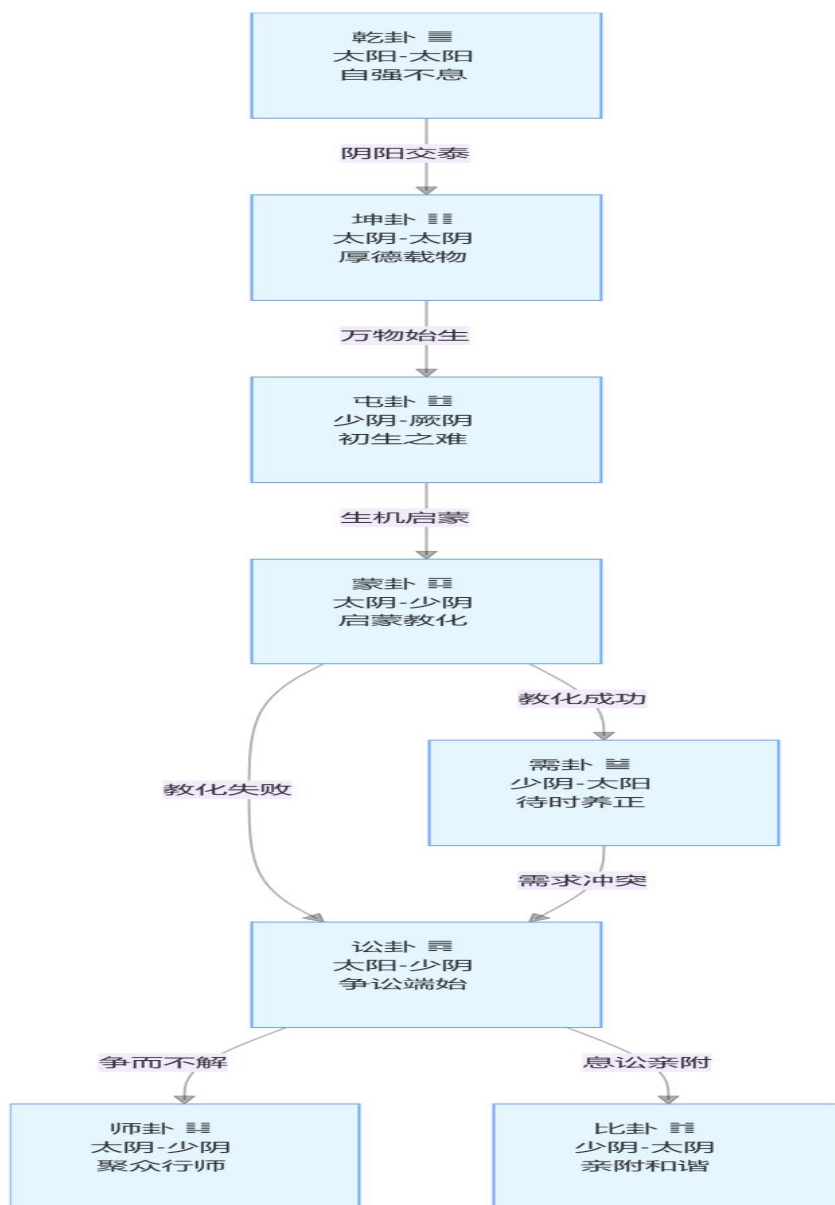 乾卦 ䷀
太阳-太阳
自强不息
阴阳交泰
坤卦 ䷁
太阴-太阴
厚德载物
万物始生
屯卦 ䷂
少阴-厥阴
初生之难
生机启蒙
蒙卦 ䷃
太阴-少阴
启蒙教化
教化成功
需卦 ䷄
少阴-太阳
待时养正
教化失败
需求冲突
讼卦 ䷅
太阳-少阴
争讼端始
争而不解
息讼亲附
师卦 ䷆
太阴-少阴
聚众行师
比卦 ䷇
少阴-太阴
亲附和谐